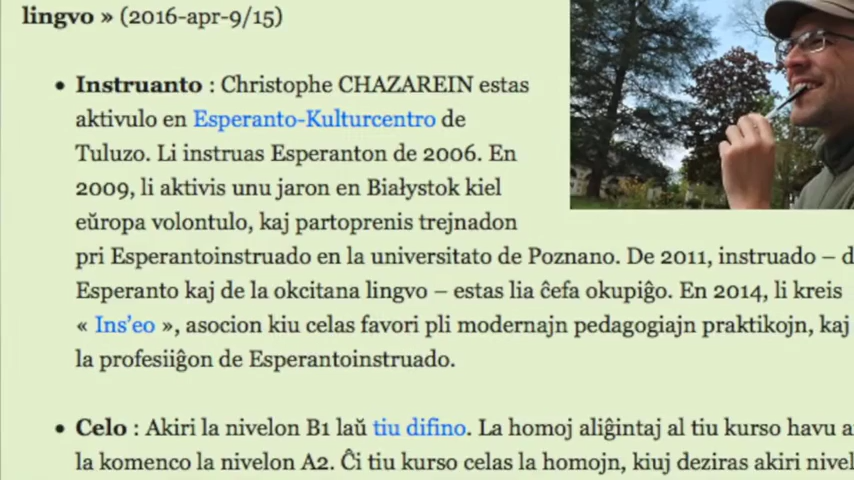 lingvo » (2016-apr-9/15)
• Instruanto : Christophe CHAZAREIN estas
aktivulo en Esperanto-Kulturcentro de
Tuluzo. Li instruas Esperanton de 2006. En
2009, li aktivis unu jaron en Białystok kiel
eŭropa volontulo, kaj partoprenis trejnadon
pri Esperantoinstruado en la universitato de Poznano. De 2011, instruado –
Esperanto kaj de la okcitana lingvo – estas lia ĉefa okupiĝo. En 2014, li kreis
« Ins'eo », asocion kiu celas favori pli modernajn pedagogiajn praktikojn, kaj
la profesiiĝon de Esperantoinstruado.
• Celo : Akiri la nivelon B1 laŭ tiu difino. La homoj aliĝintaj al tiu kurso havu
la komenco la nivelon A2. Ĉi tiu kurso celas la homojn, kiuj deziras akiri nivel